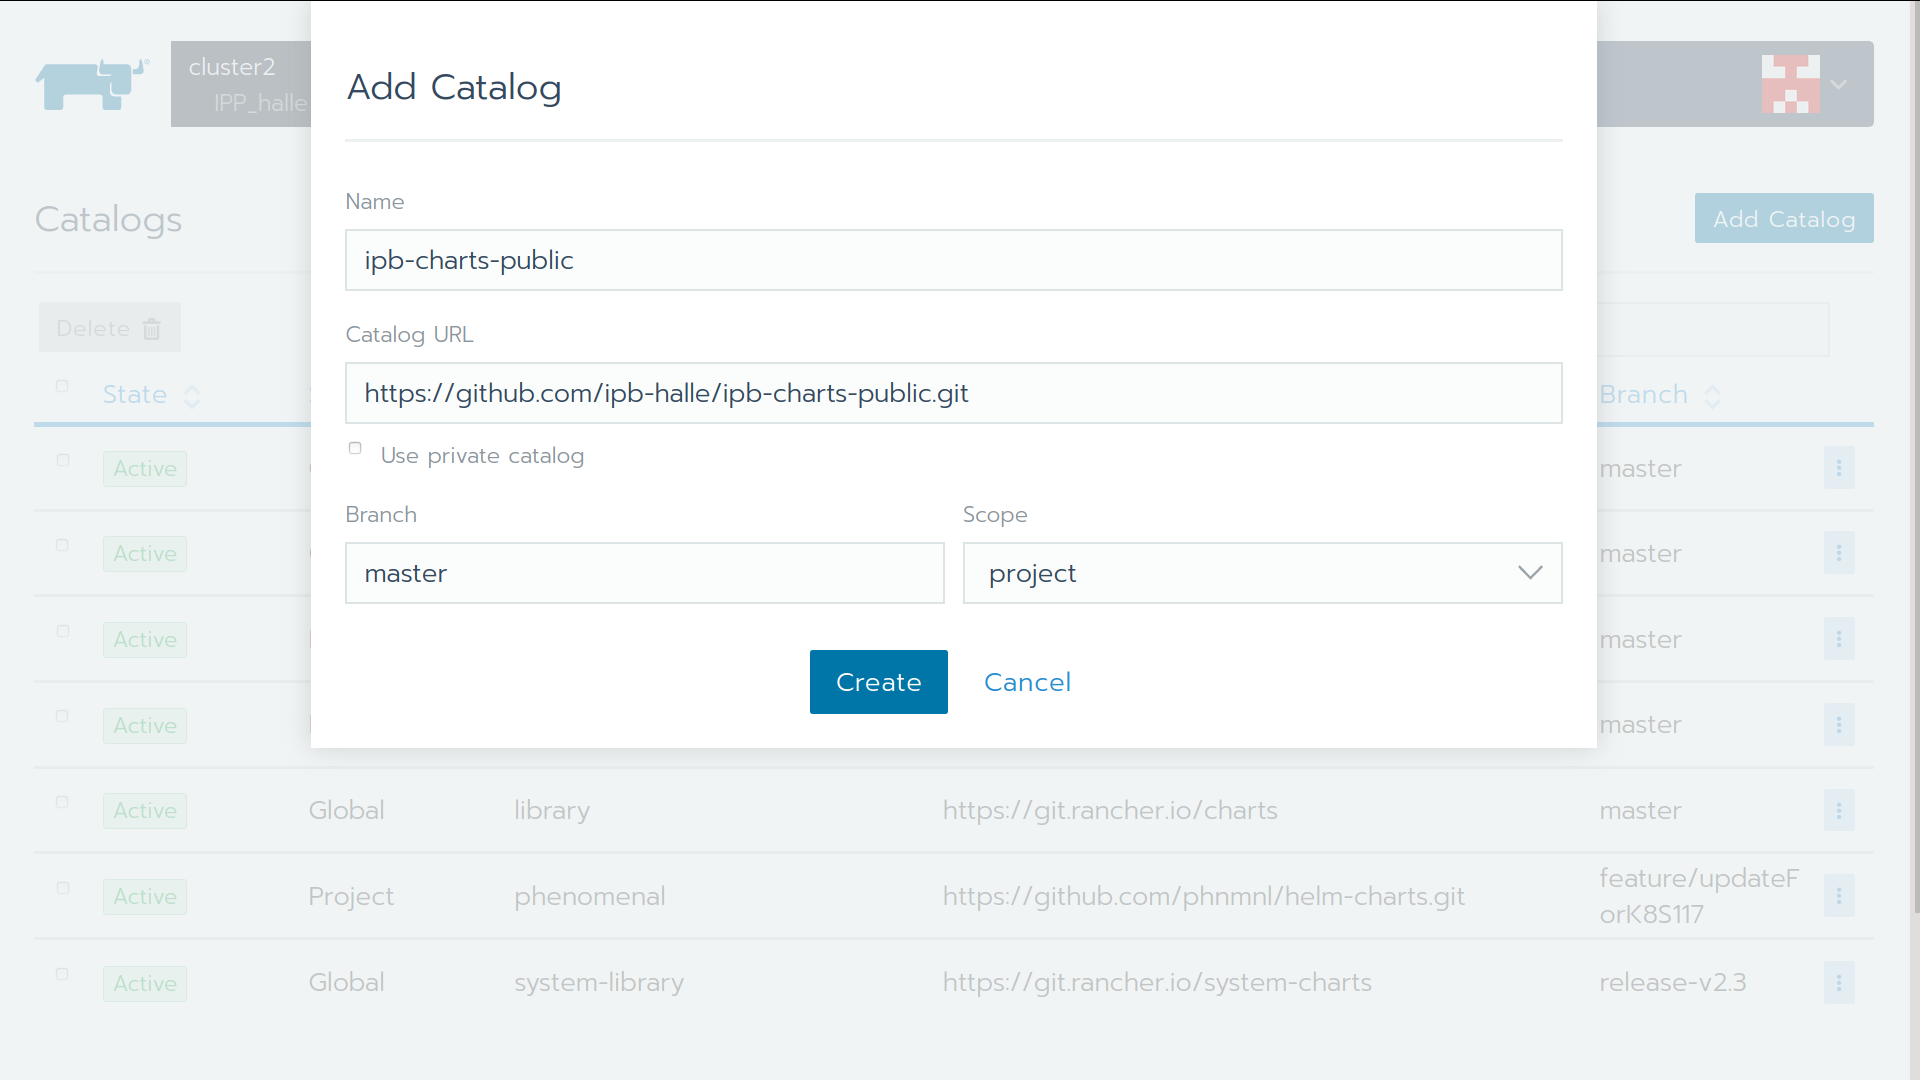 cluster2
IPP_halle
Add Catalog
Catalogs
Add Catalog
Name
ipb-charts-public
Delete
Catalog URL
https://github.com/ipb-halle/ipb-charts-public.git
State
Branch
Use private catalog
Active
master
Branch
Scope
master
project
Active
master
Active
master
Create
Cancel
Active
master
Active
Global
library
https://git.rancher.io/charts
master
Active
Project
phenomenal
https://github.com/phnmnl/helm-charts.git
feature/updateF
orK8S117
Active
Global
system-library
https://git.rancher.io/system-charts
release-v2.3